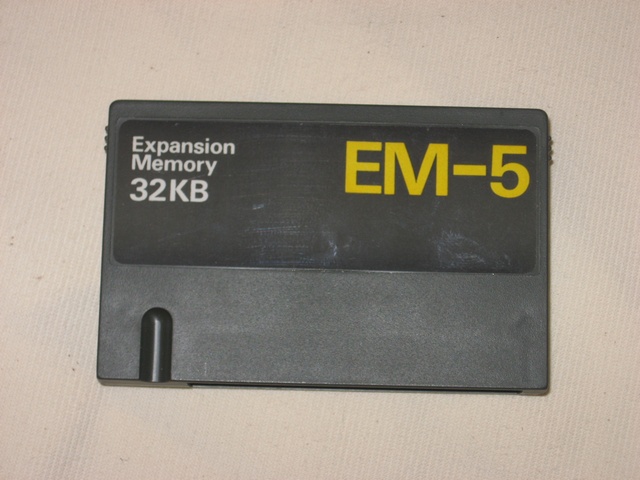 Expansion
Memory
32KB
EM-5